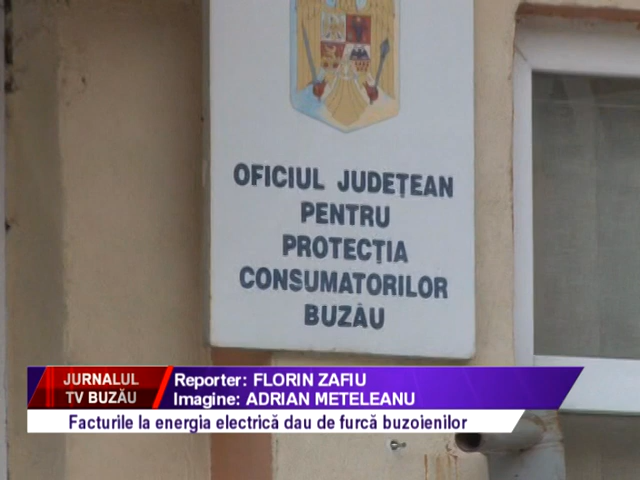 OFICIUL JUDEȚEAN
PENTRU
PROTECȚIA
CONSUMATORILOR
BUZĂU
JURNALUL
TV BUZĂU
Reporter: FLORIN ZAFIU
Imagine: ADRIAN METELEANU
Facturile la energia electrică dau de furcă buzoienilor